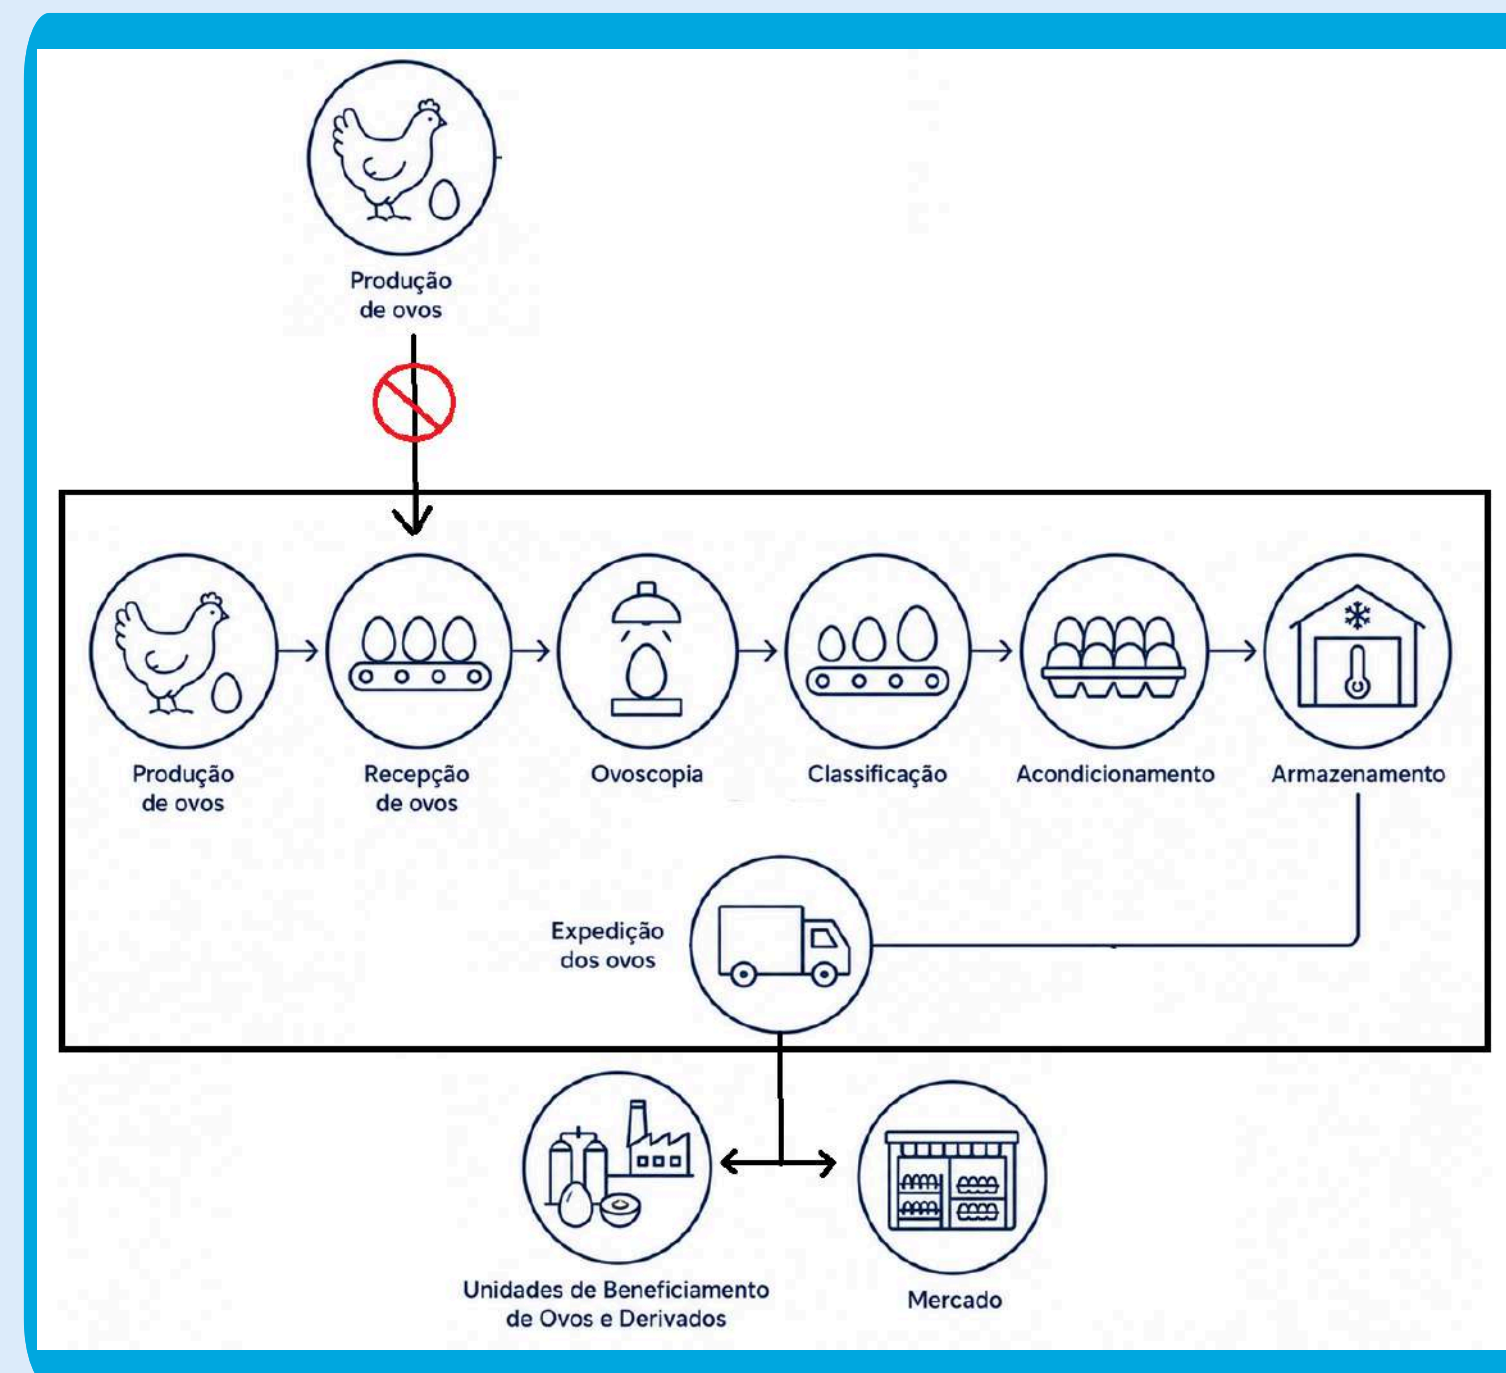 Produção
de ovos
Produção
de ovos
Recepção
de ovos
Ovoscopia
Classificação
Acondicionamento
Armazenamento
Expedição
dos ovos
Unidades de Beneficiamento
de Ovos e Derivados
Mercado